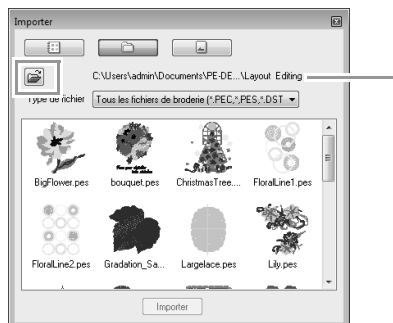 Importer
C:\Users\admin\Documents\PE-DE...\Layout Editing
Type de fichier Tous les fichiers de broderie (*.PEC,*.PES,*.DST
BigFlower.pes bouquet.pes ChristmasTree.... FloralLine1.pes
FloralLine2.pes Gradation_Sa... Largelace.pes Lily.pes
Importer